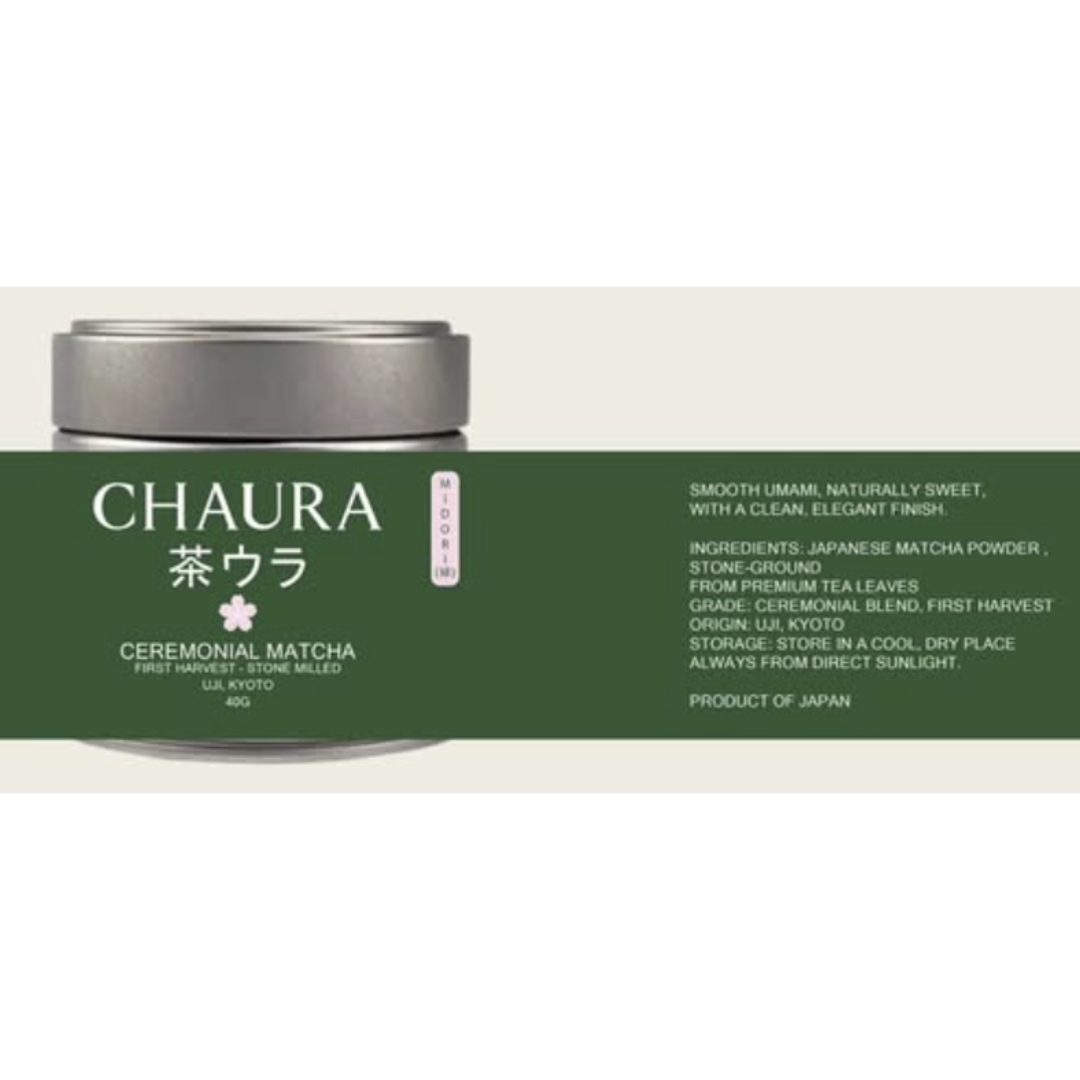 CHAURA
茶ウラ
MIDORI
(緑)
CEREMONIAL MATCHA
FIRST HARVEST - STONE MILLED
UJI, KYOTO
40G
SMOOTH UMAMI, NATURALLY SWEET,
WITH A CLEAN, ELEGANT FINISH.
INGREDIENTS: JAPANESE MATCHA POWDER ,
STONE-GROUND
FROM PREMIUM TEA LEAVES
GRADE: CEREMONIAL BLEND, FIRST HARVEST
ORIGIN: UJI, KYOTO
STORAGE: STORE IN A COOL, DRY PLACE
ALWAYS FROM DIRECT SUNLIGHT.
PRODUCT OF JAPAN